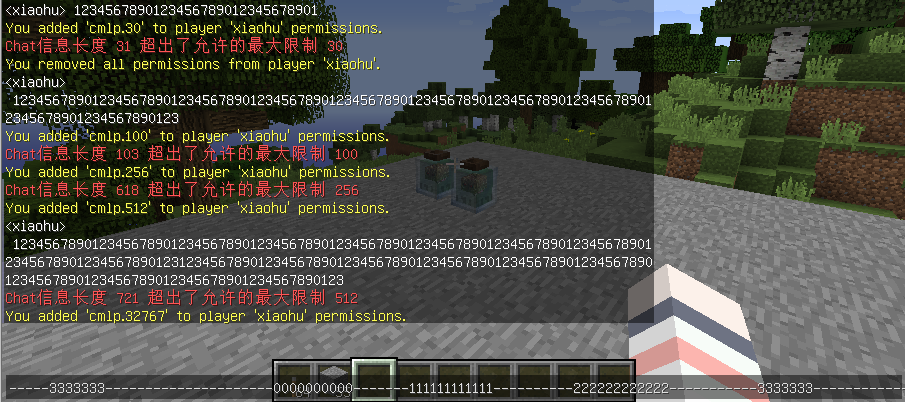 <xiaohu> 1234567890123456789012345678901
You added 'cmlp.30' to player 'xiaohu' permissions.
Chat信息长度 31 超出了允许的最大限制 30
You removed all permissions from player 'xiaohu'.
<xiaohu>
123456789012345678901234567890123456789012345678901234567890123456789012345678901
2345678901234567890123
You added 'cmlp.100' to player 'xiaohu' permissions.
Chat信息长度 103 超出了允许的最大限制 100
You added 'cmlp.256' to player 'xiaohu' permissions.
Chat信息长度 618 超出了允许的最大限制 256
You added 'cmlp.512' to player 'xiaohu' permissions.
<xiaohu>
123456789012345678901234567890123456789012345678901234567890123456789012345678901
2345678901234567890123123456789012345678901234567890123456789012345678901234567890
1234567890123456789012345678901234567890123
Chat信息长度 721 超出了允许的最大限制 512
You added 'cmlp.32767' to player 'xiaohu' permissions.
-----3333333---------------------0000000000-------11111111111----------222222222222-----------3333333-----------